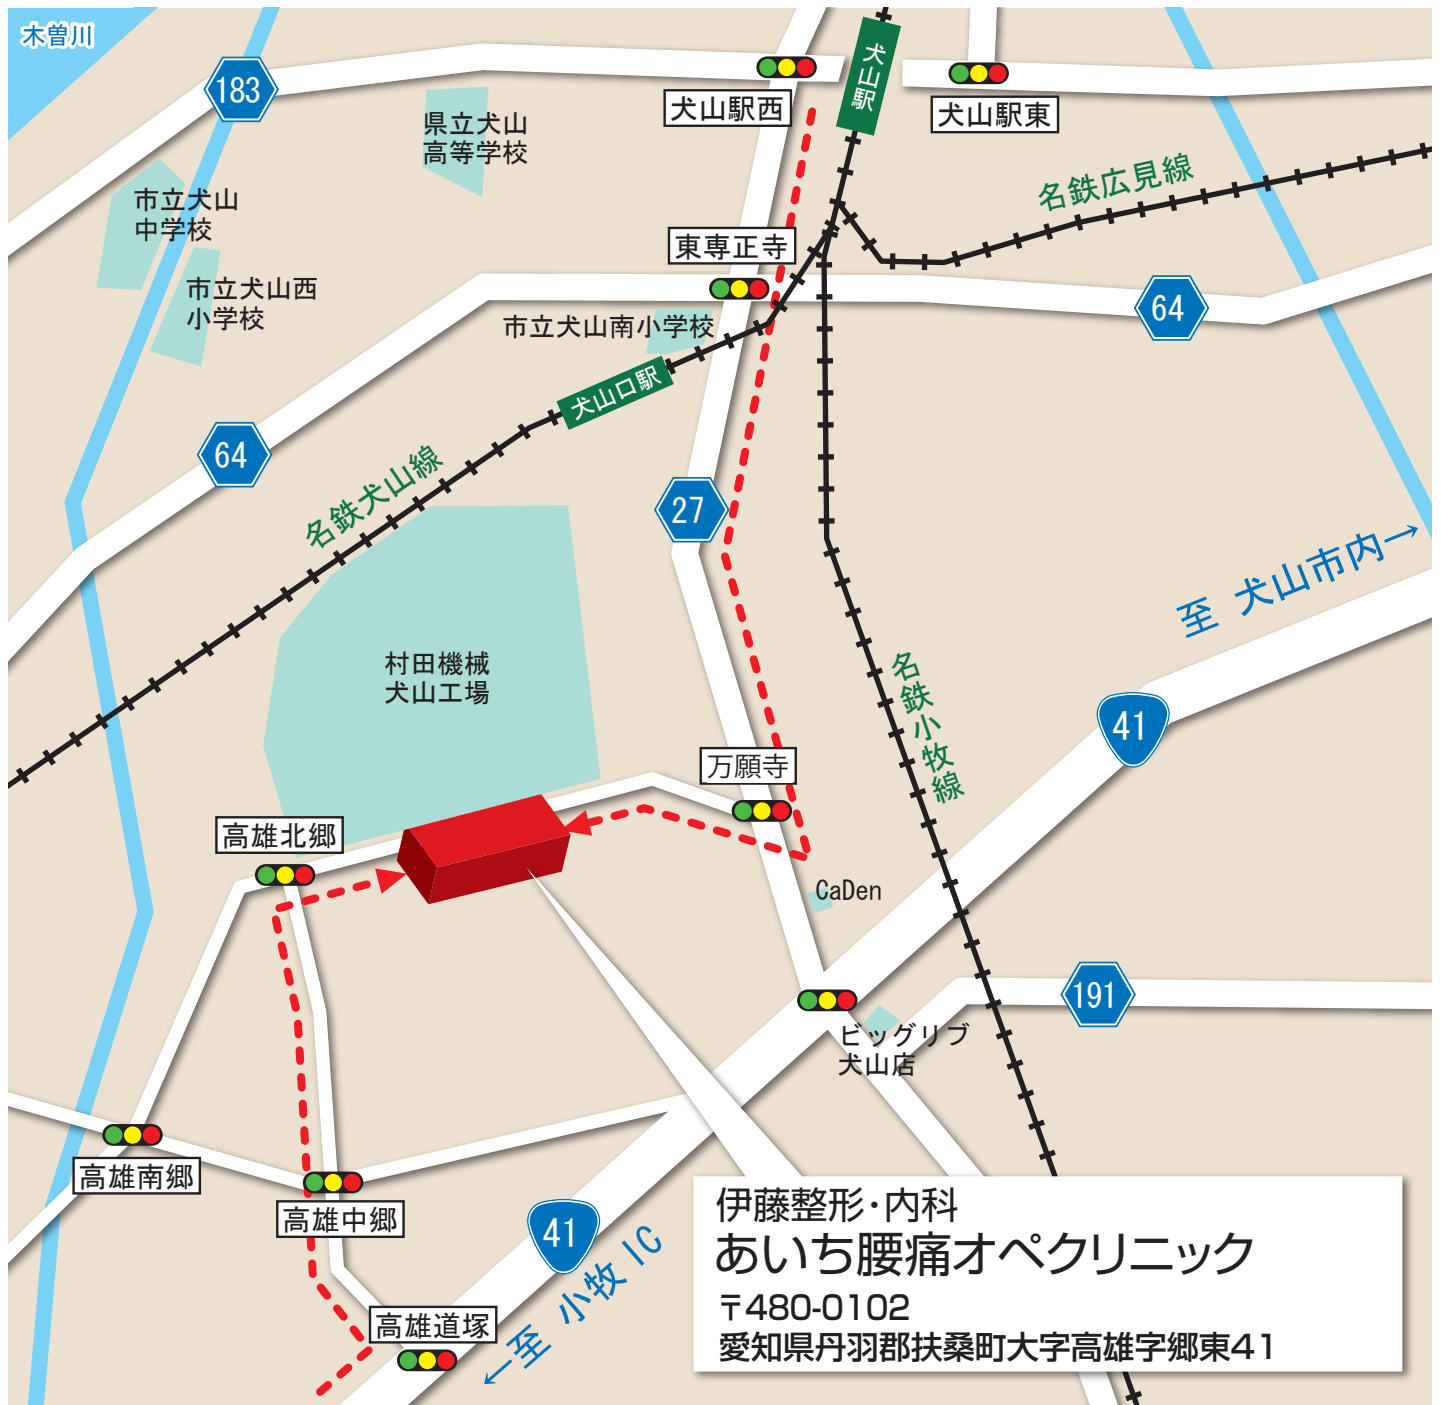 木曽川
183
犬山駅西
犬山駅
犬山駅東
県立犬山
高等学校
市立犬山
中学校
名鉄広見線
東専正寺
市立犬山西
小学校
64
市立犬山南小学校
犬山口駅
64
名鉄犬山線
27
至 犬山市内→
村田機械
犬山工場
名鉄小牧線
41
万願寺
高雄北郷
CaDen
191
ビッグリブ
犬山店
高雄南郷
高雄中郷
41
←至 小牧IC
高雄道塚
伊藤整形・内科
あいち腰痛オペクリニック
〒480-0102
愛知県丹羽郡扶桑町大字高雄字郷東41